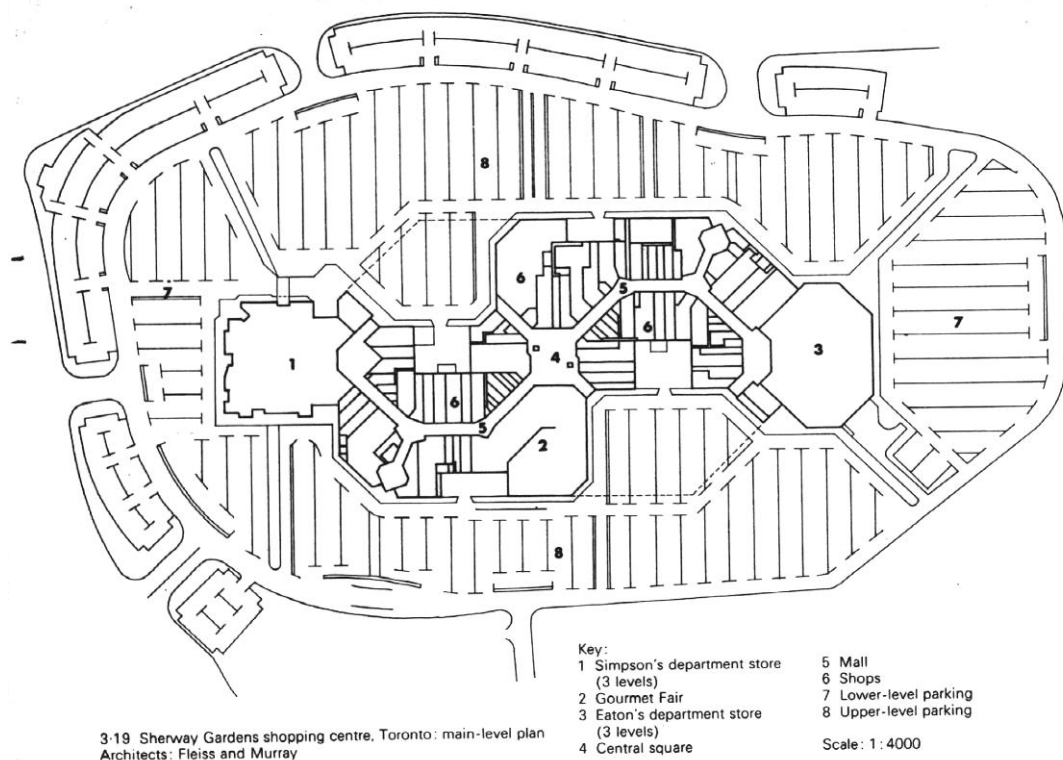 8
7
6
5
7
1
4
6
3
6
5
2
8
Key:
1 Simpson's department store
(3 levels)
2 Gourmet Fair
3 Eaton's department store
(3 levels)
4 Central square
5 Mall
6 Shops
7 Lower-level parking
8 Upper-level parking
Scale: 1:4000
3·19 Sherway Gardens shopping centre, Toronto: main-level plan
Architects: Fleiss and Murray